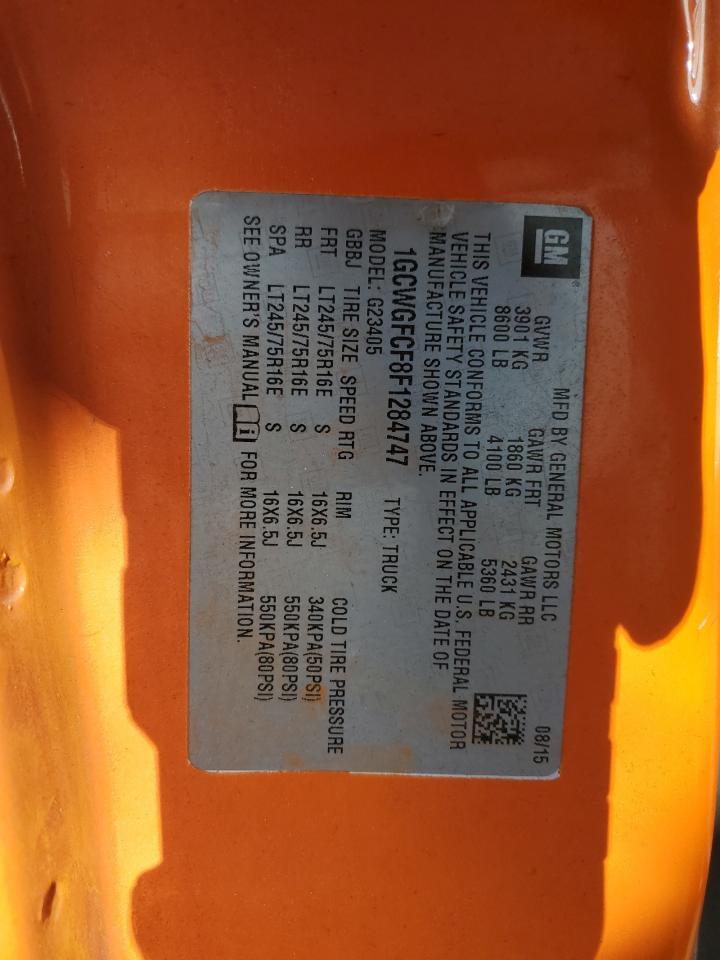 GM
MFD BY GENERAL MOTORS LLC 08/15
GVWR GAWR FRT GAWR RR
3901 KG 1860 KG 2431 KG
8600 LB 4100 LB 5360 LB
THIS VEHICLE CONFORMS TO ALL APPLICABLE U.S. FEDERAL MOTOR
VEHICLE SAFETY STANDARDS IN EFFECT ON THE DATE OF
MANUFACTURE SHOWN ABOVE.
1GCWGFCF8F1284747 TYPE: TRUCK
MODEL: G23405
GBBJ TIRE SIZE SPEED RTG RIM COLD TIRE PRESSURE
FRT LT245/75R16E S 16X6.5J 340KPA(50PSI)
RR LT245/75R16E S 16X6.5J 550KPA(80PSI)
SPA LT245/75R16E S 16X6.5J 550KPA(80PSI)
SEE OWNER'S MANUAL i FOR MORE INFORMATION.